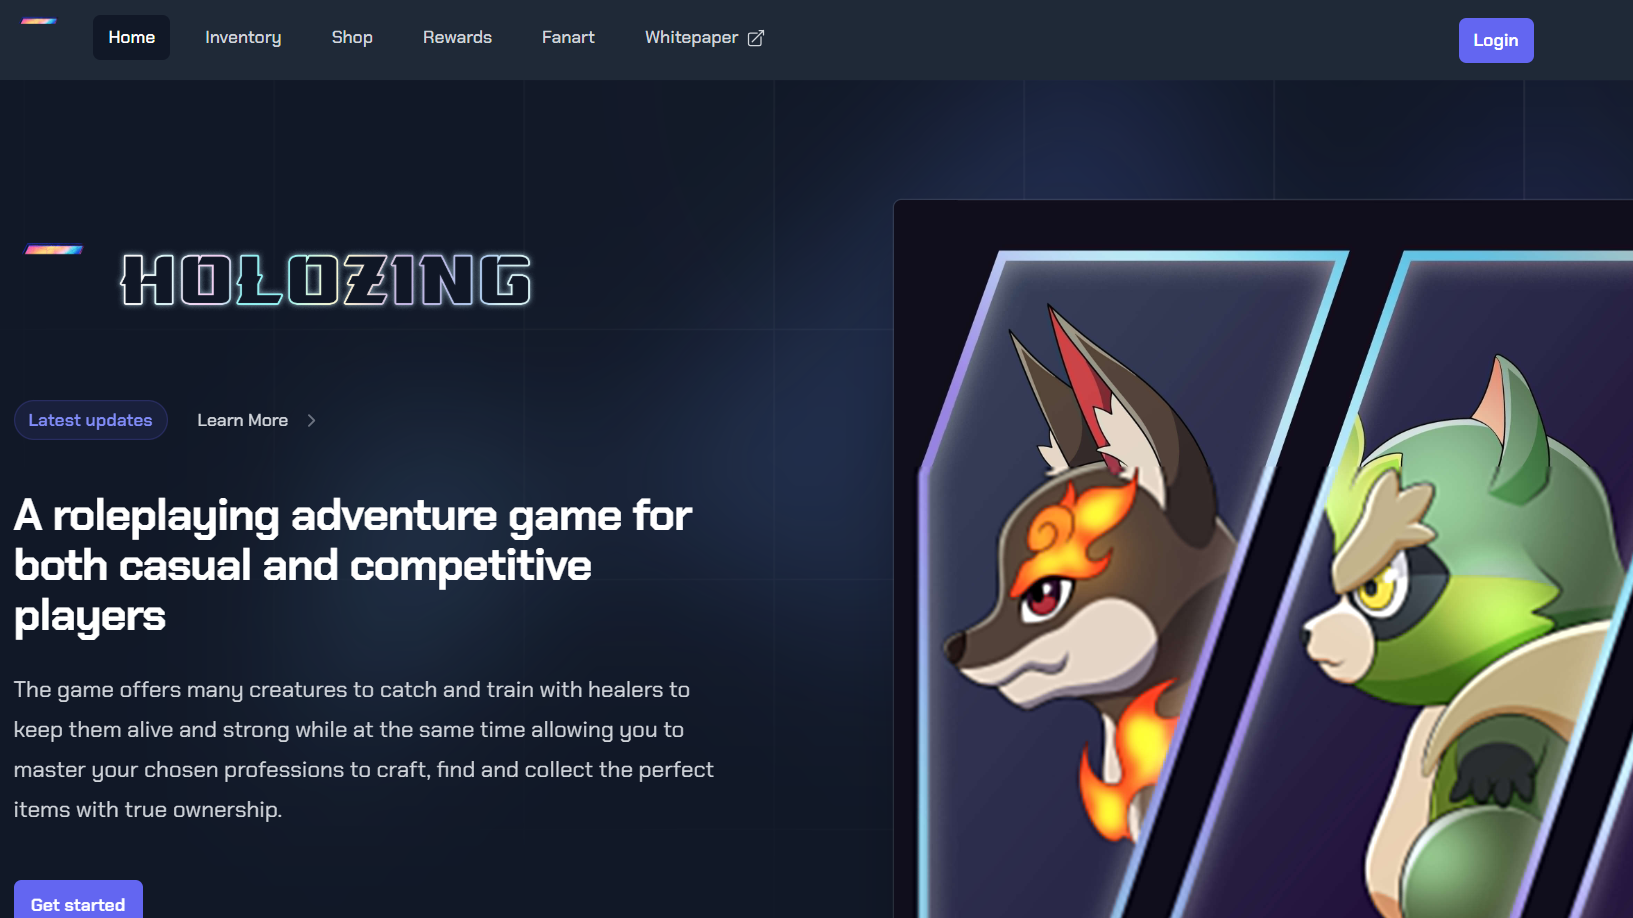 Home Inventory Shop Rewards Fanart Whitepaper Login
HOLOZING
Latest updates Learn More
A roleplaying adventure game for
both casual and competitive
players
The game offers many creatures to catch and train with healers to
keep them alive and strong while at the same time allowing you to
master your chosen professions to craft, find and collect the perfect
items with true ownership.
Get started